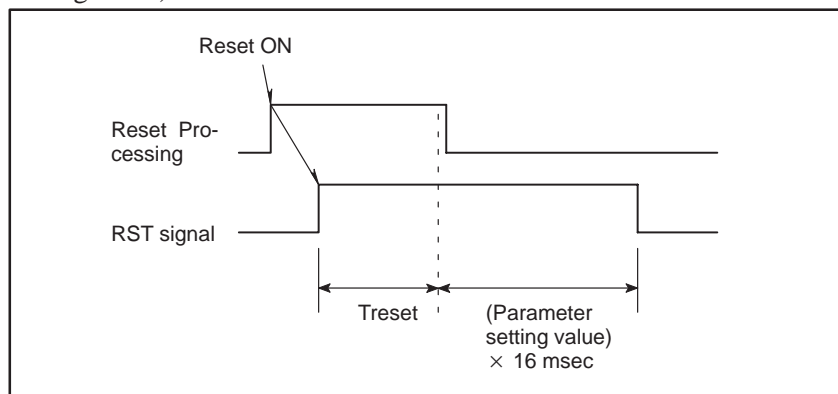 Reset ON
Reset Pro-
cessing
RST signal
Treset
(Parameter
setting value)
× 16 msec